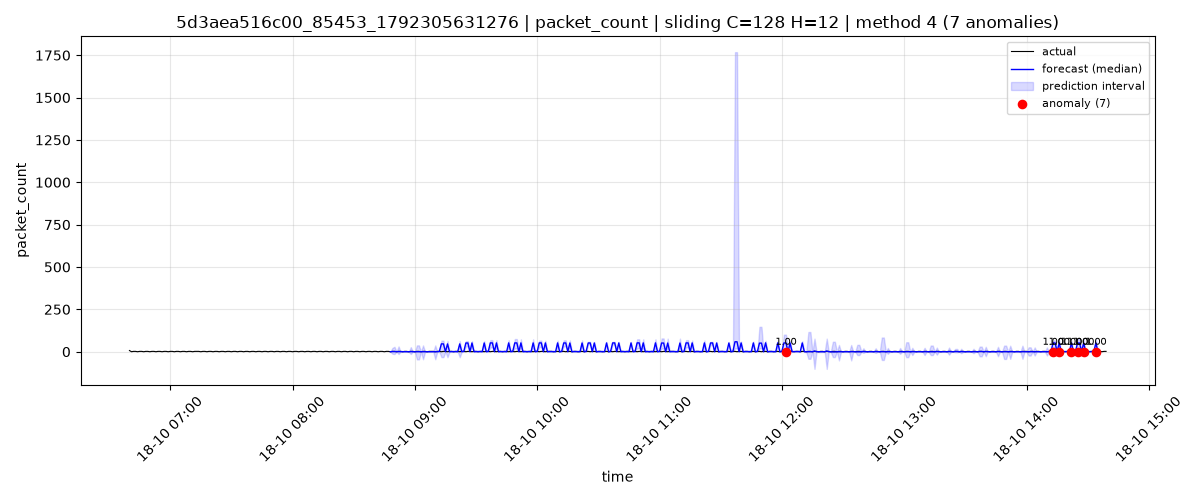 5d3aea516c00_85453_1792305631276 | packet_count | sliding C=128 H=12 | method 4 (7 anomalies)
packet_count
1750
1500
1250
1000
750
500
250
0
actual
forecast (median)
prediction interval
anomaly (7)
1.00
18-10 07:00
18-10 08:00
18-10 09:00
18-10 10:00
18-10 11:00
18-10 12:00
18-10 13:00
18-10 14:00
18-10 15:00
time